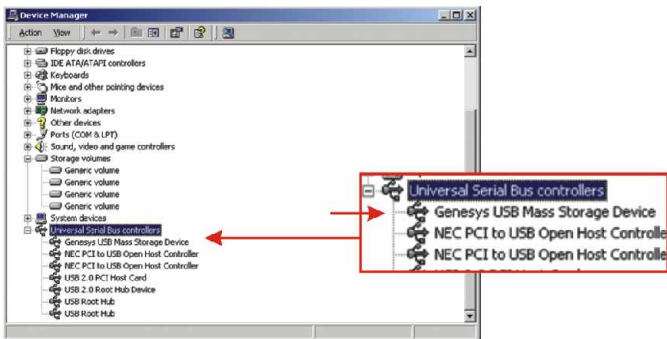 Device Manager
Action View
Floppy disk drives
IDE ATA/ATAPI controllers
Keyboards
Mice and other pointing devices
Monitors
Network adapters
Other devices
Ports (COM & LPT)
Sound, video and game controllers
Storage volumes
Generic volume
Generic volume
Generic volume
Generic volume
System devices
Universal Serial Bus controllers
Genesys USB Mass Storage Device
NEC PCI to USB Open Host Controller
NEC PCI to USB Open Host Controller
USB 2.0 PCI Host Card
USB 2.0 Root Hub Device
USB Root Hub
USB Root Hub
Universal Serial Bus controllers
Genesys USB Mass Storage Device
NEC PCI to USB Open Host Controlle
NEC PCI to USB Open Host Controlle